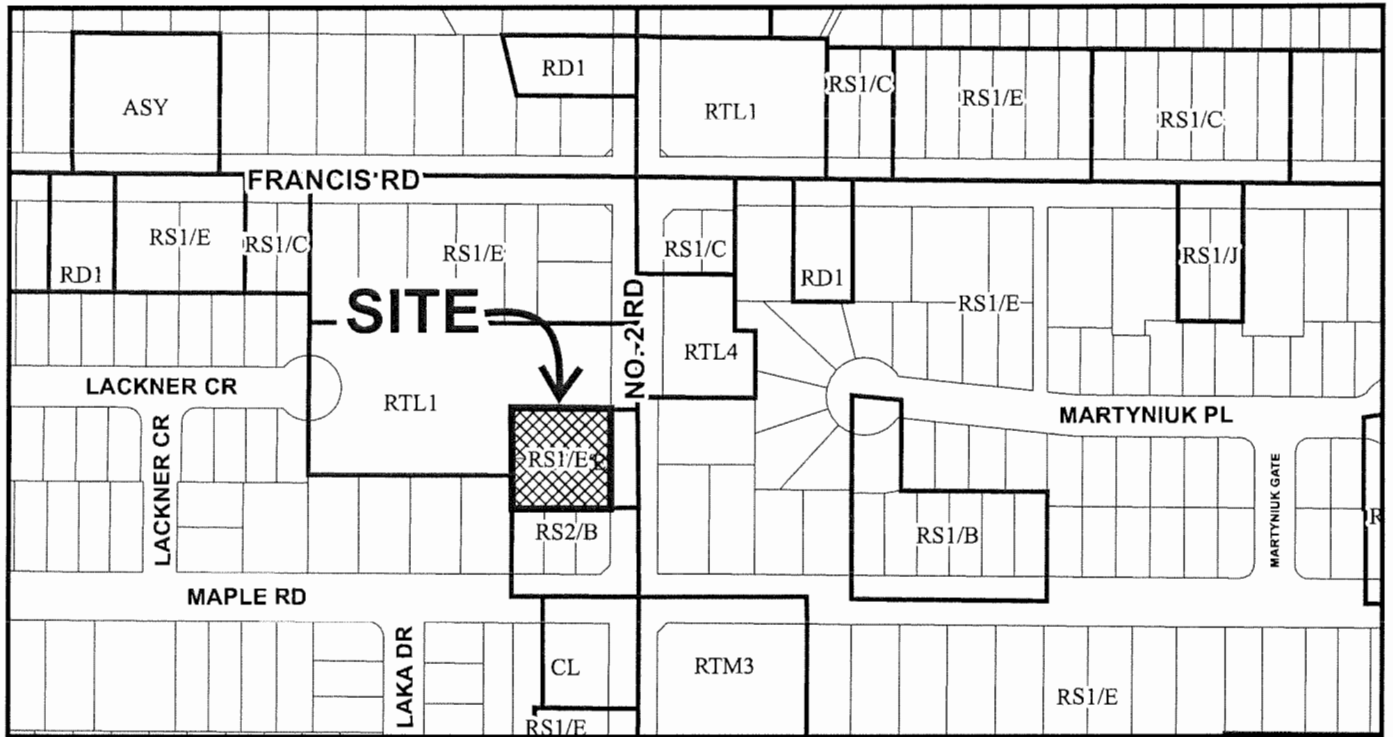 RD1
ASY
RTL1
RS1/C
RS1/E
RS1/C
FRANCIS RD
RS1/E
RS1/C
RD1
RS1/E
RS1/C
RD1
RS1/J
RS1/E
SITE
NO. 2 RD
RTL4
LACKNER CR
RTL1
MARTYNIUK PL
LACKNER CR
RS1/E
RS2/B
RS1/B
MARTYNIUK GATE
MAPLE RD
LAKA DR
CL
RTM3
RS1/E
RS1/E